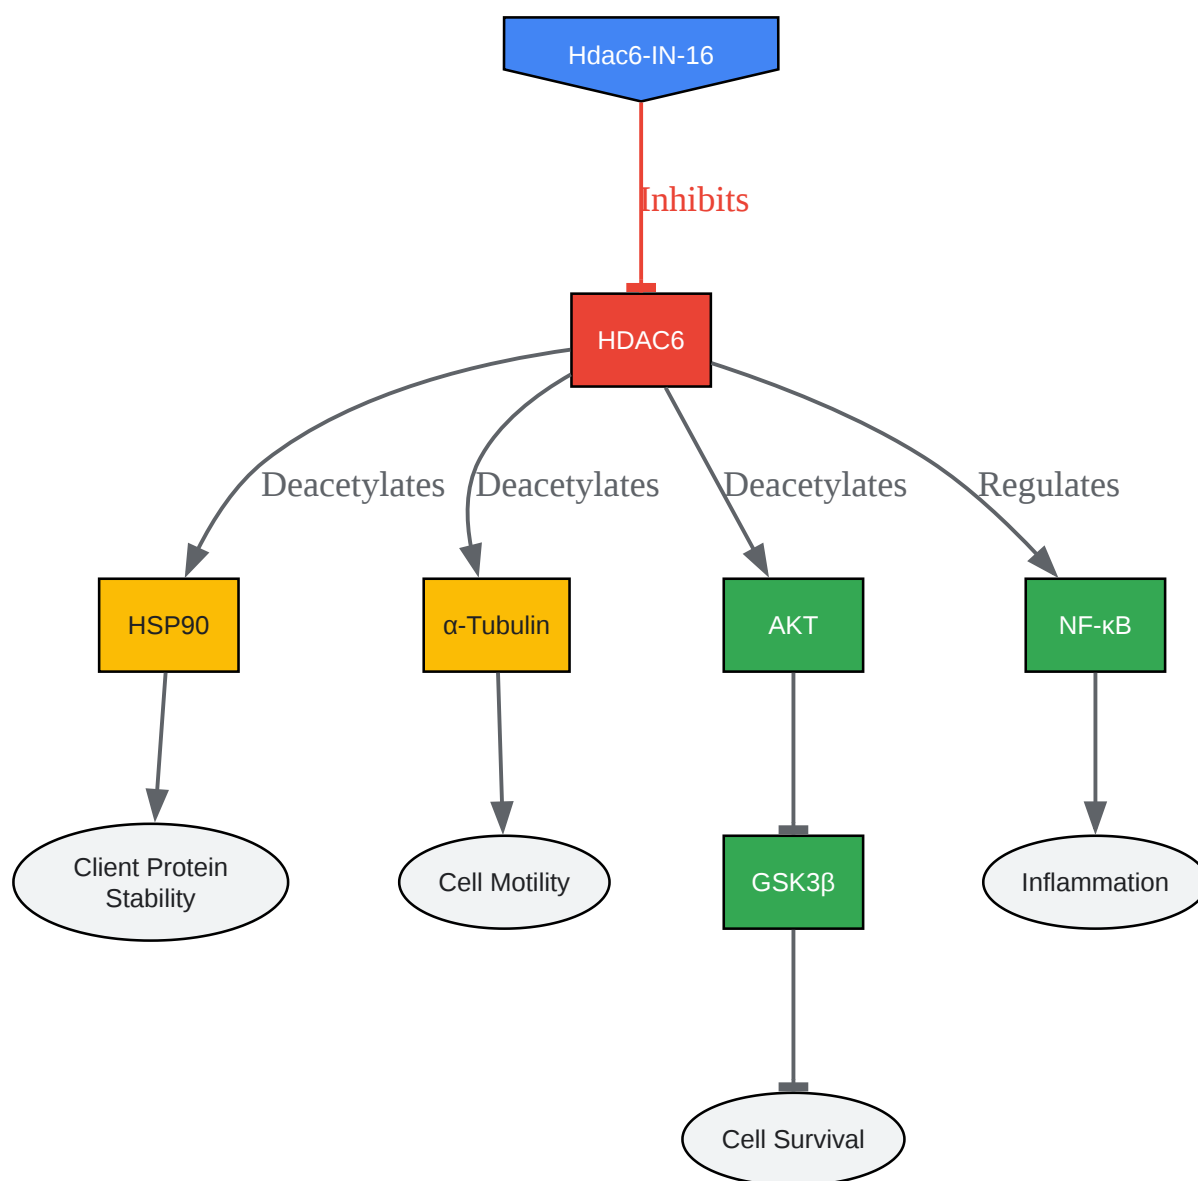 Hdac6-IN-16
Inhibits
HDAC6
Deacetylates
Deacetylates
Deacetylates
Regulates
HSP90
α-Tubulin
AKT
NF-κB
Client Protein
Stability
Cell Motility
GSK3β
Inflammation
Cell Survival